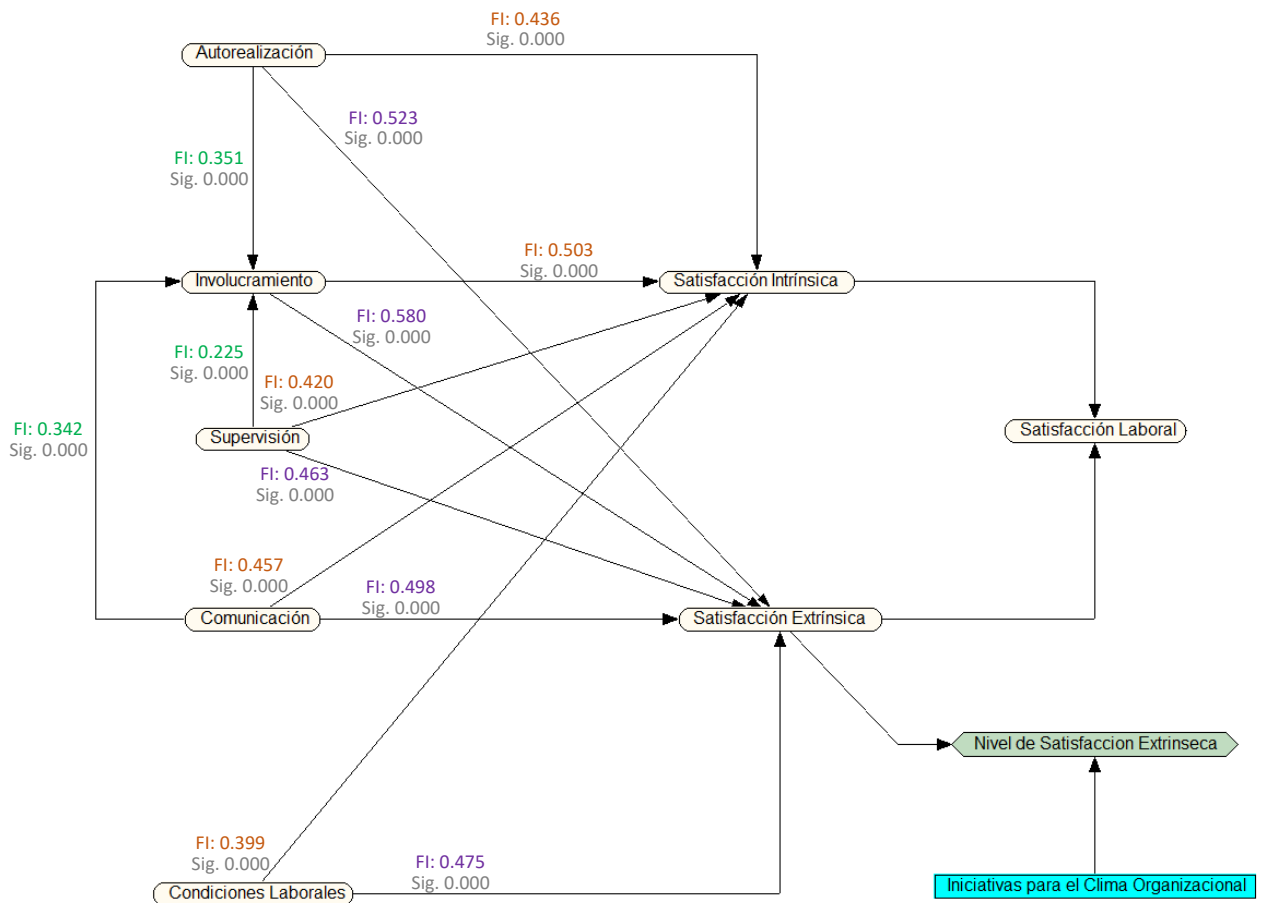 FI: 0.436
Sig. 0.000
Autorealización
FI: 0.523
Sig. 0.000
FI: 0.351
Sig. 0.000
FI: 0.503
Sig. 0.000
Involucramiento
Satisfacción Intrínsica
FI: 0.580
Sig. 0.000
FI: 0.225
Sig. 0.000
FI: 0.420
Sig. 0.000
FI: 0.342
Sig. 0.000
Supervisión
Satisfacción Laboral
FI: 0.463
Sig. 0.000
FI: 0.457
Sig. 0.000
FI: 0.498
Sig. 0.000
Comunicación
Satisfacción Extrínsica
Nivel de Satisfaccion Extrinseca
FI: 0.399
Sig. 0.000
FI: 0.475
Sig. 0.000
Condiciones Laborales
Iniciativas para el Clima Organizacional